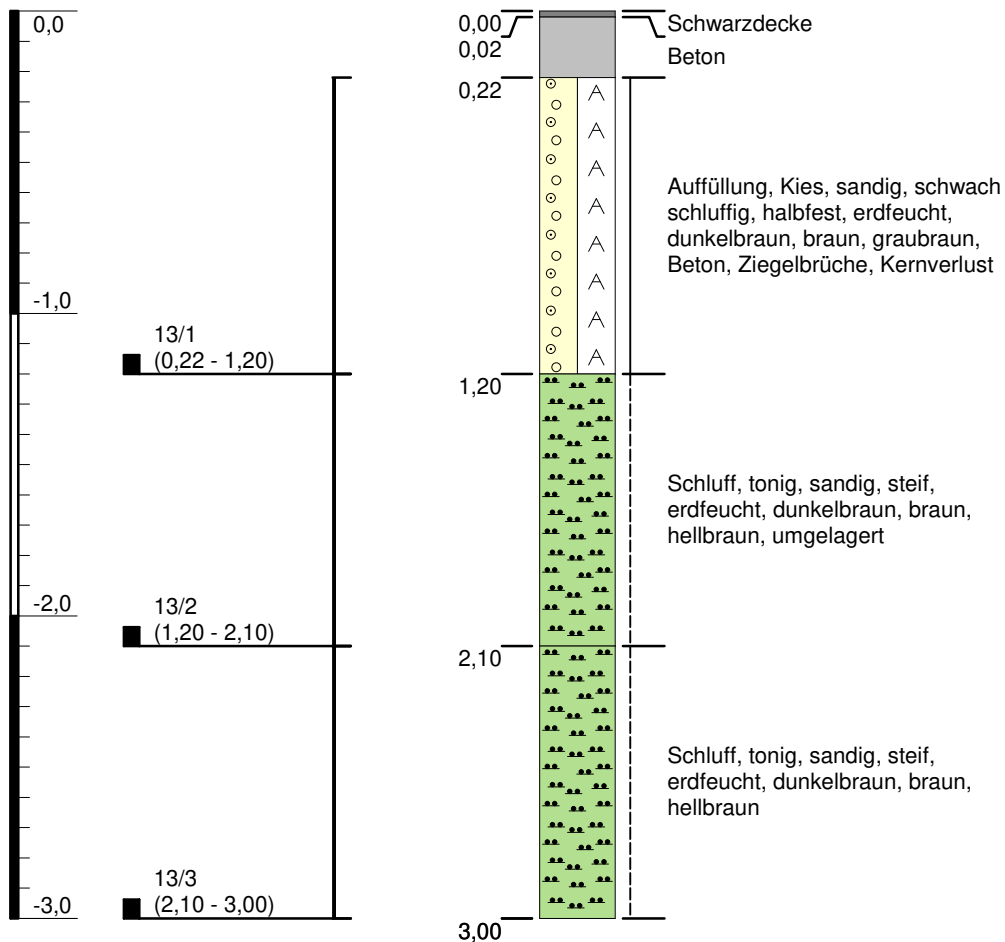 0,0
-1,0
-2,0
-3,0
13/1
(0,22 - 1,20)
13/2
(1,20 - 2,10)
13/3
(2,10 - 3,00)
0,00
0,02
0,22
1,20
2,10
3,00
Schwarzdecke
Beton
Auffüllung, Kies, sandig, schwach
schluffig, halbfest, erdfeucht,
dunkelbraun, braun, graubraun,
Beton, Ziegelbrüche, Kernverlust
Schluff, tonig, sandig, steif,
erdfeucht, dunkelbraun, braun,
hellbraun, umgelagert
Schluff, tonig, sandig, steif,
erdfeucht, dunkelbraun, braun,
hellbraun